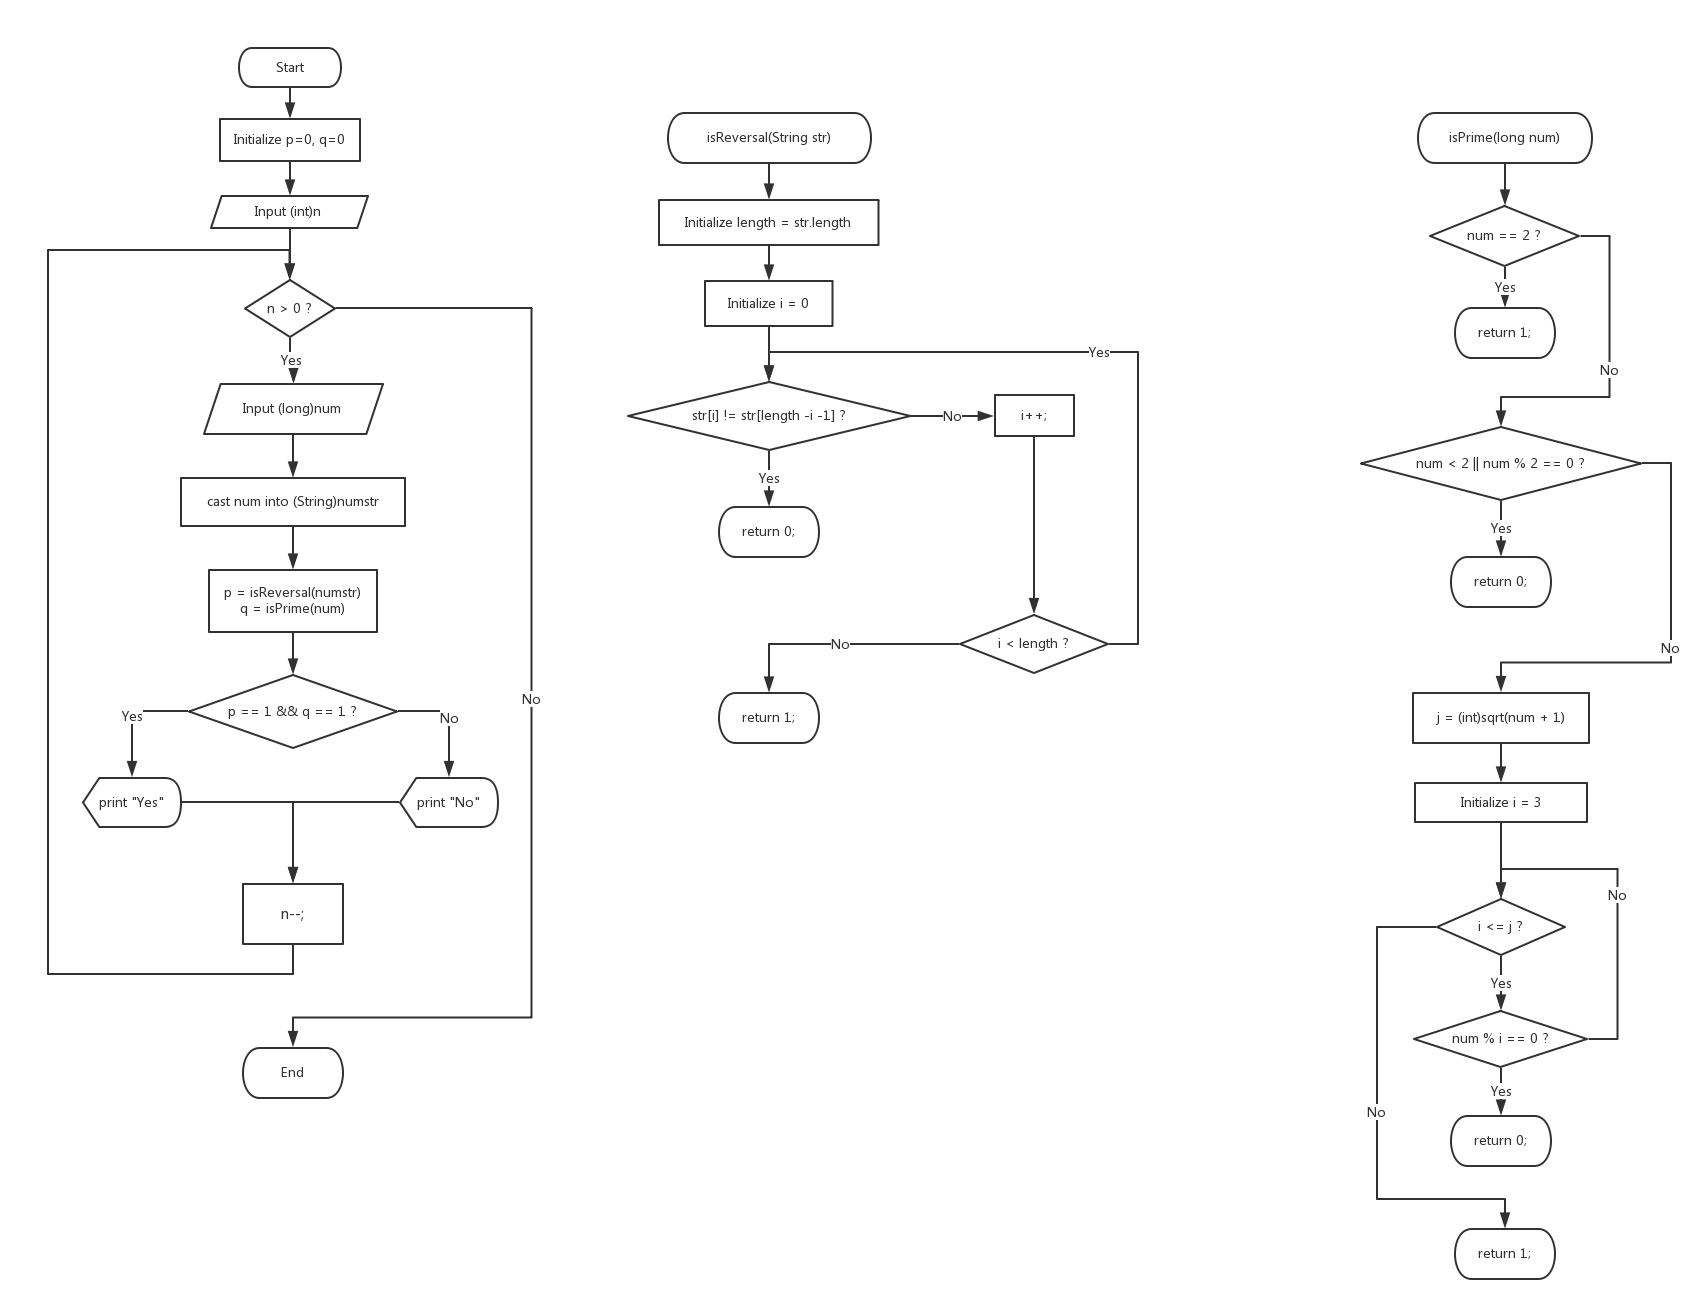 Start
Initialize p=0, q=0
Input (int)n
n > 0 ?
Yes
Input (long)num
cast num into (String)numstr
p = isReversal(numstr)
q = isPrime(num)
p == 1 && q == 1 ?
Yes
No
print "Yes"
print "No"
n--;
No
End
isReversal(String str)
Initialize length = str.length
Initialize i = 0
Yes
str[i] != str[length -i -1] ?
No
i++;
Yes
return 0;
i < length ?
No
return 1;
isPrime(long num)
num == 2 ?
Yes
return 1;
No
num < 2 || num % 2 == 0 ?
Yes
return 0;
No
j = (int)sqrt(num + 1)
Initialize i = 3
No
i <= j ?
Yes
num % i == 0 ?
Yes
No
return 0;
return 1;